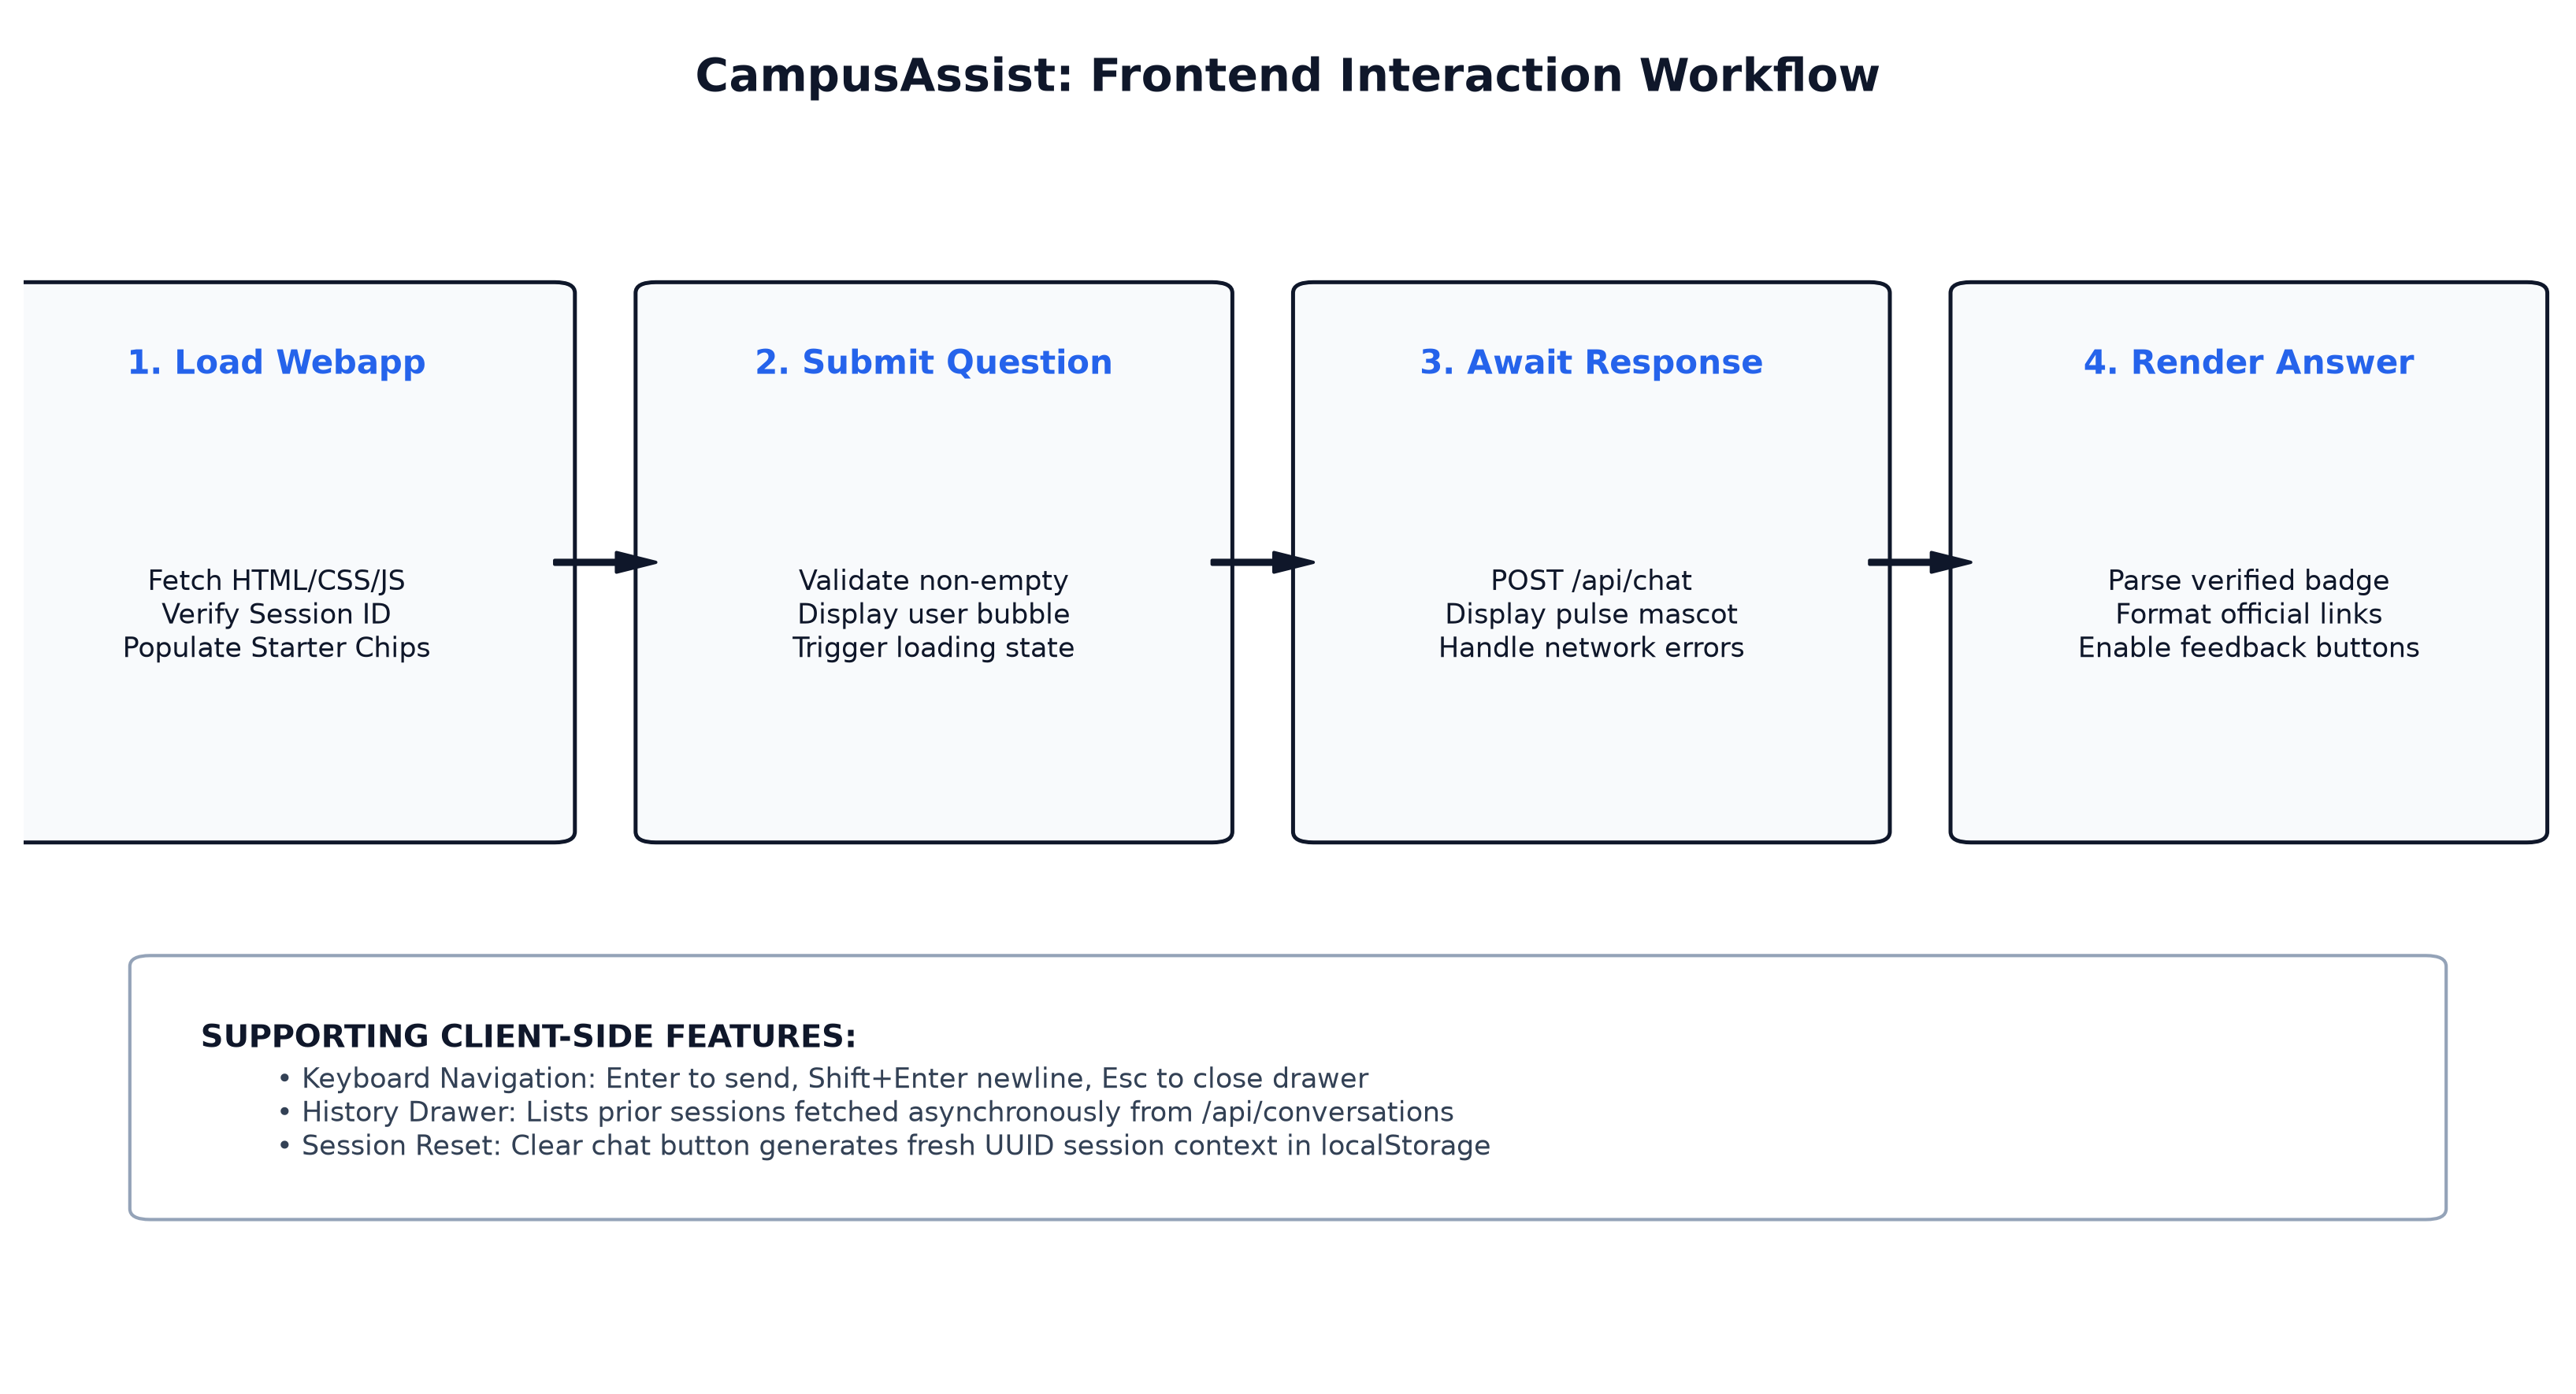 CampusAssist: Frontend Interaction Workflow
1. Load Webapp
Fetch HTML/CSS/JS
Verify Session ID
Populate Starter Chips
2. Submit Question
Validate non-empty
Display user bubble
Trigger loading state
3. Await Response
POST /api/chat
Display pulse mascot
Handle network errors
4. Render Answer
Parse verified badge
Format official links
Enable feedback buttons
SUPPORTING CLIENT-SIDE FEATURES:
• Keyboard Navigation: Enter to send, Shift+Enter newline, Esc to close drawer
• History Drawer: Lists prior sessions fetched asynchronously from /api/conversations
• Session Reset: Clear chat button generates fresh UUID session context in localStorage